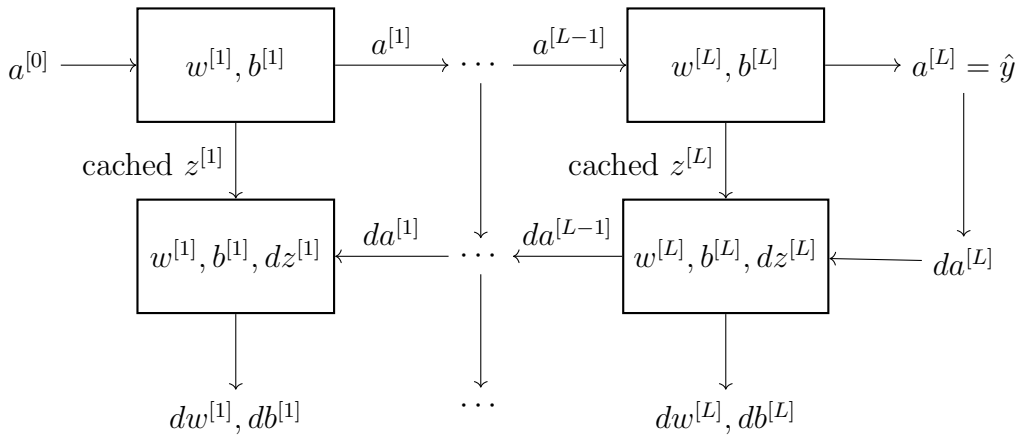 a^{[0]} w^{[1]}, b^{[1]} a^{[1]} ⋯ a^{[L−1]} w^{[L]}, b^{[L]} a^{[L]} = ŷ
cached z^{[1]} cached z^{[L]}
w^{[1]}, b^{[1]}, dz^{[1]} da^{[1]} ⋯ da^{[L−1]} w^{[L]}, b^{[L]}, dz^{[L]} da^{[L]}
dw^{[1]}, db^{[1]} ⋯ dw^{[L]}, db^{[L]}